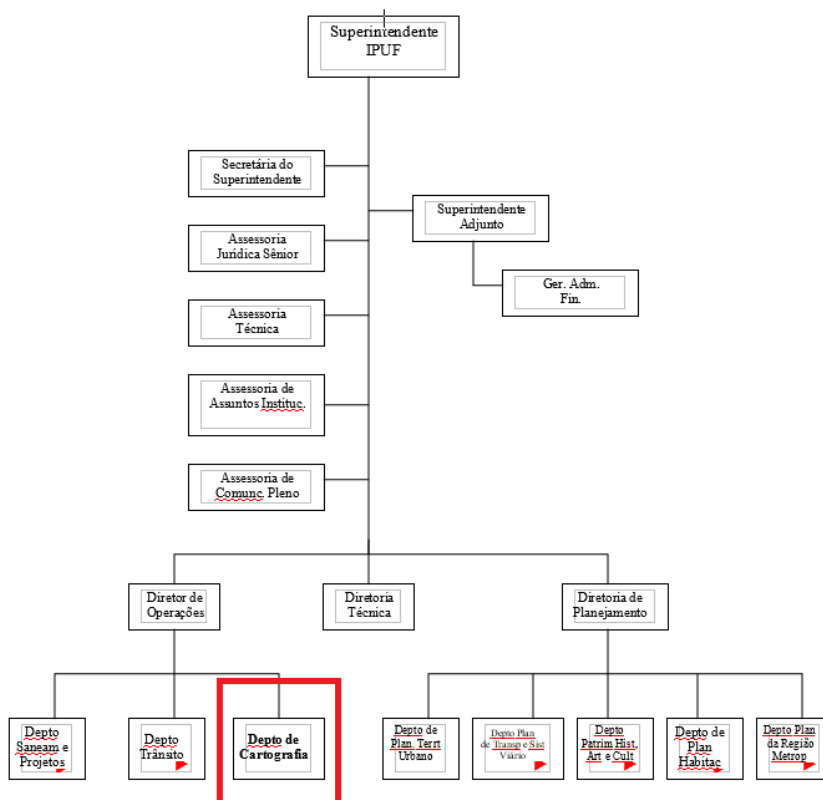 Superintendente
IPUF
Secretária do
Superintendente
Superintendente
Adjunto
Assessoria
Jurídica Sênior
Ger. Adm.
Fin.
Assessoria
Técnica
Assessoria de
Assuntos Instituc.
Assessoria de
Comunc. Pleno
Diretor de
Operações
Diretoria
Técnica
Diretoria de
Planejamento
Depto
Saneam e
Projetos
Depto
Trânsito
Depto de
Cartografia
Depto de
Plan. Terrt
Urbano
Depto Plan
de Transp e Sist
Viário
Depto
Patrim Hist,
Art e Cult
Depto de
Plan
Habitac
Depto Plan
da Região
Metrop